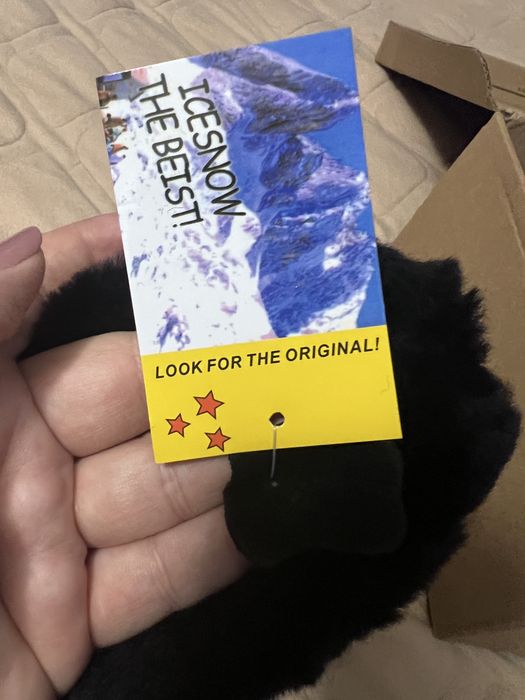 ICESNOW
THE BEIST!
LOOK FOR THE ORIGINAL!